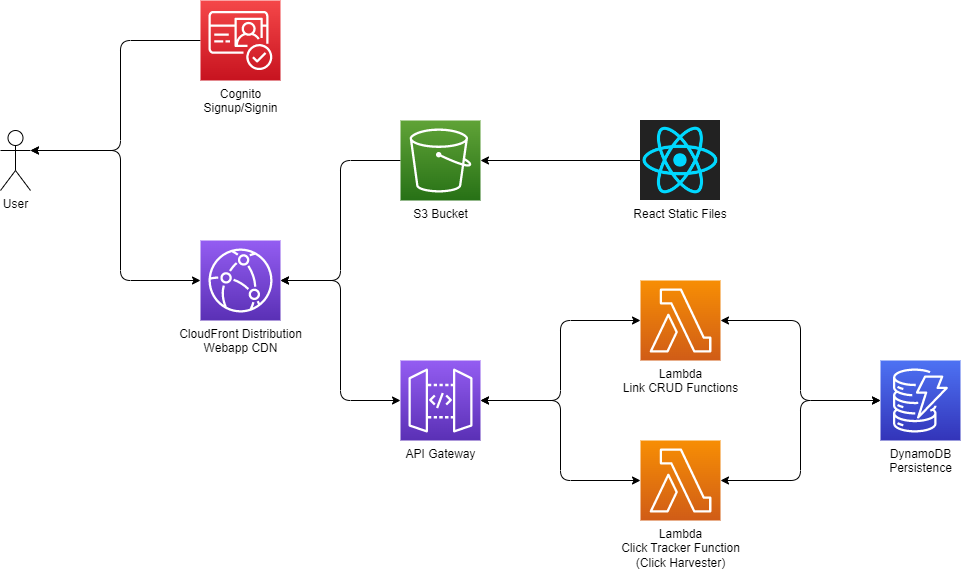 Cognito
Signup/Signin
User
S3 Bucket
React Static Files
CloudFront Distribution
Webapp CDN
Lambda
Link CRUD Functions
</>
API Gateway
DynamoDB
Persistence
Lambda
Click Tracker Function
(Click Harvester)